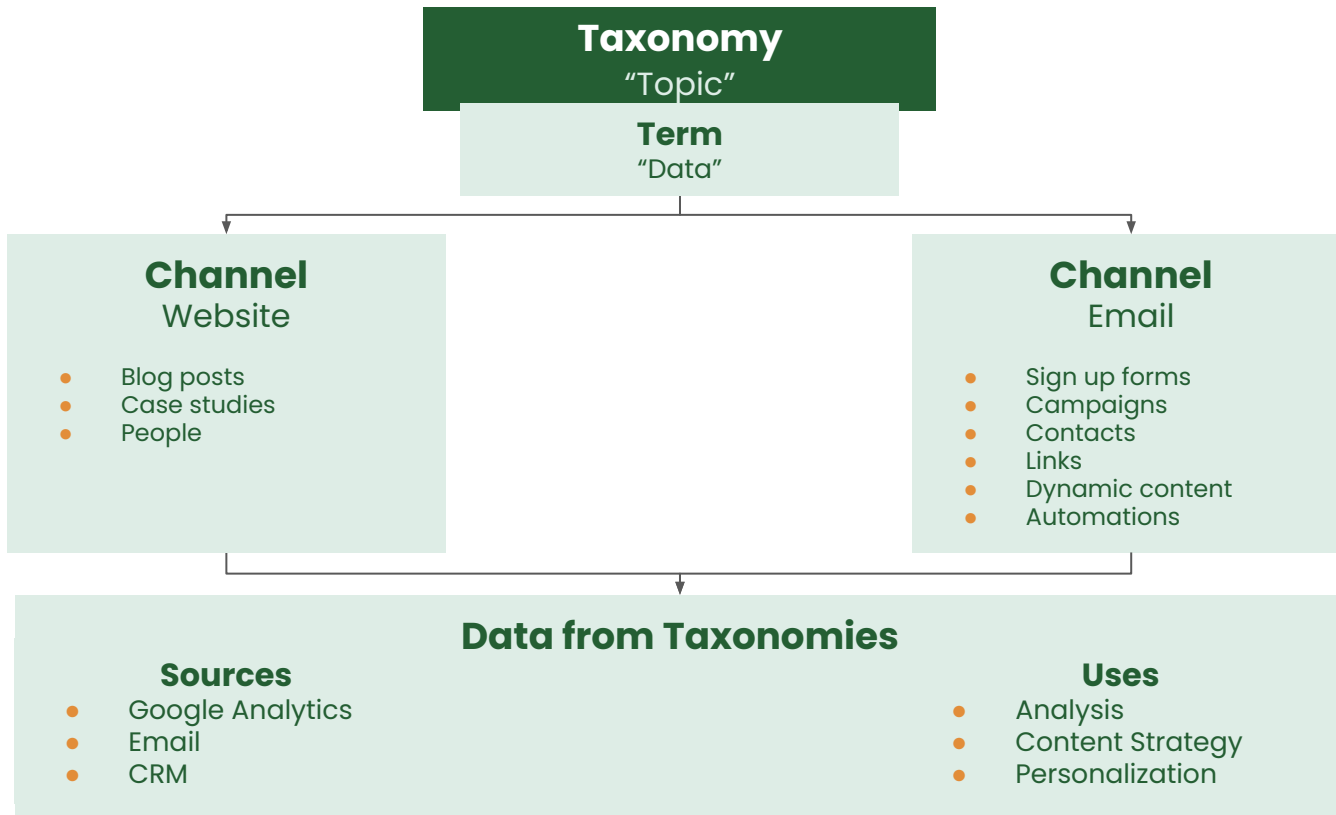 Taxonomy
“Topic”
Term
“Data”
Channel
Website
Blog posts
Case studies
People
Channel
Email
Sign up forms
Campaigns
Contacts
Links
Dynamic content
Automations
Data from Taxonomies
Sources
Google Analytics
Email
CRM
Uses
Analysis
Content Strategy
Personalization